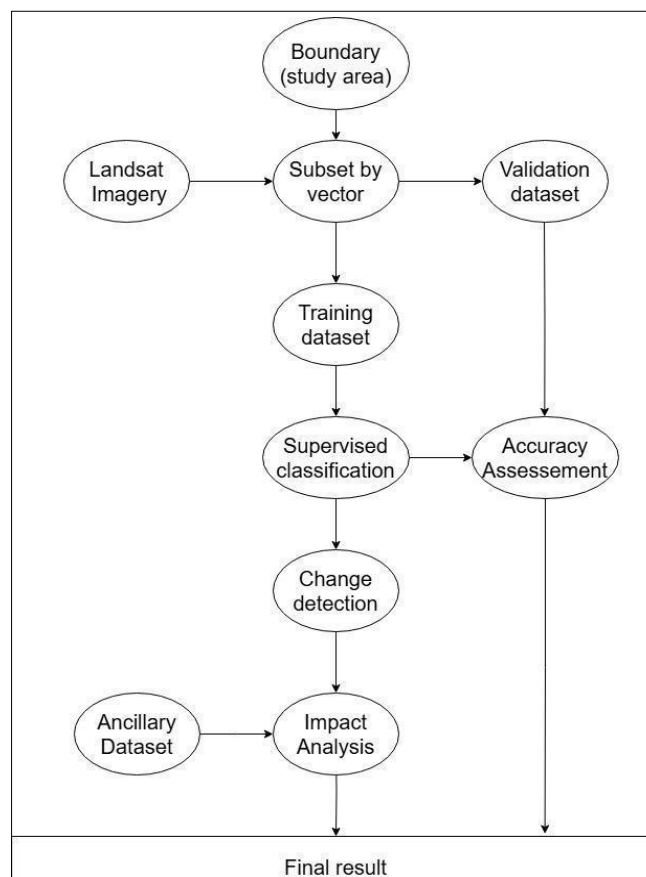 Boundary
(study area)
Landsat
Imagery
Subset by
vector
Validation
dataset
Training
dataset
Supervised
classification
Accuracy
Assessement
Change
detection
Ancillary
Dataset
Impact
Analysis
Final result